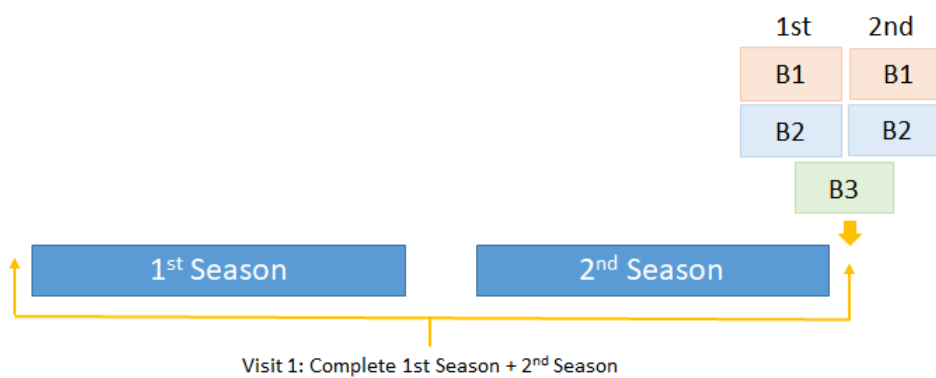 1st 2nd
B1 B1
B2 B2
B3
1st Season 2nd Season
Visit 1: Complete 1st Season + 2nd Season